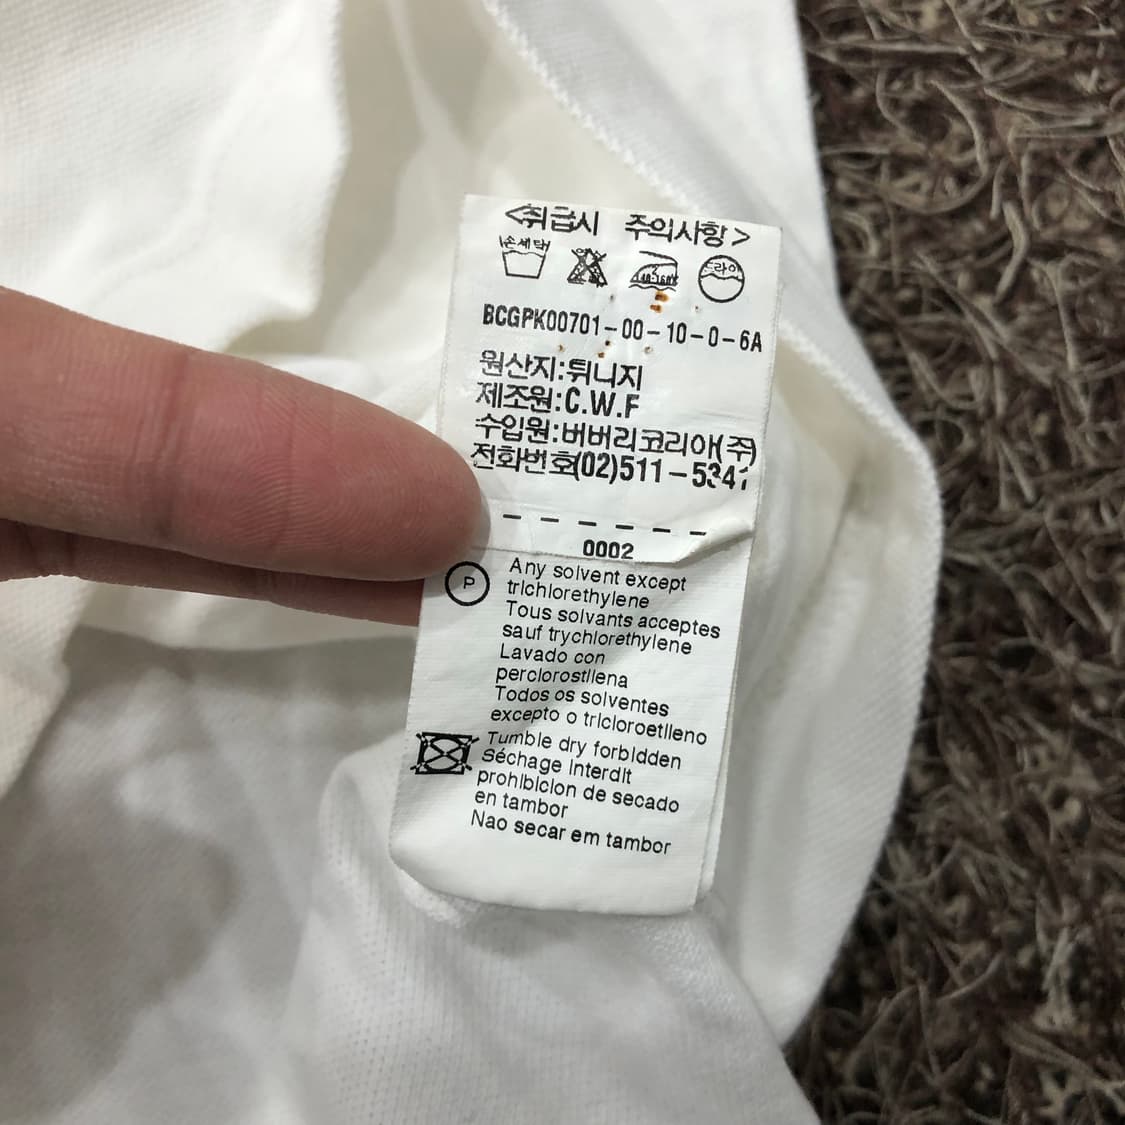 <취급시 주의사항>
손세탁
드라이
BCGPK00701-00-10-0-6A
원산지:튀니지
제조원:C.W.F
수입원:버버리코리아(주)
전화번호(02)511-534
0002
P
Any solvent except
trichlorethylene
Tous solvants acceptes
sauf trychlorethylene
Lavado con
perclorostilena
Todos os solventes
excepto o tricloroetileno
Tumble dry forbidden
Séchage interdit
prohibicion de secado
en tambor
Nao secar em tambor